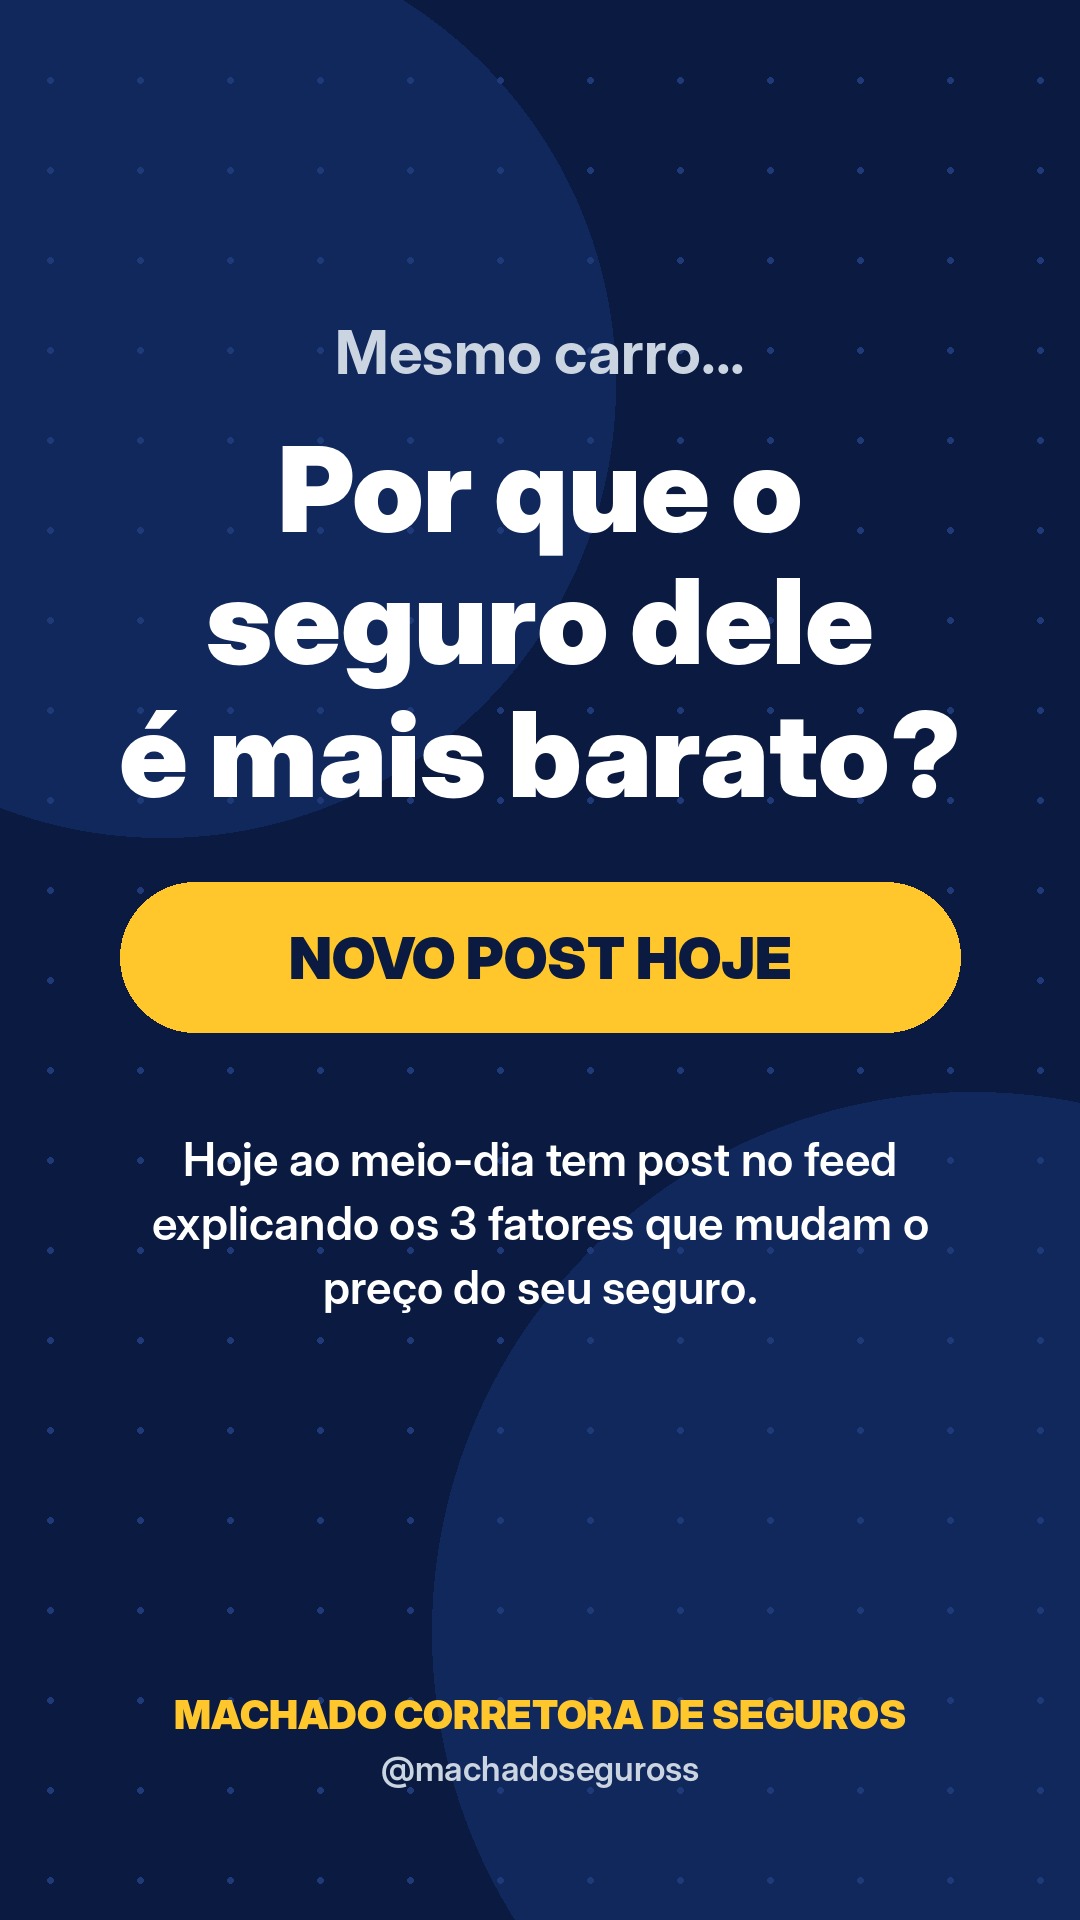 Mesmo carro...
Por que o
seguro dele
é mais barato?
NOVO POST HOJE
Hoje ao meio-dia tem post no feed
explicando os 3 fatores que mudam o
preço do seu seguro.
MACHADO CORRETORA DE SEGUROS
@machadoseguross